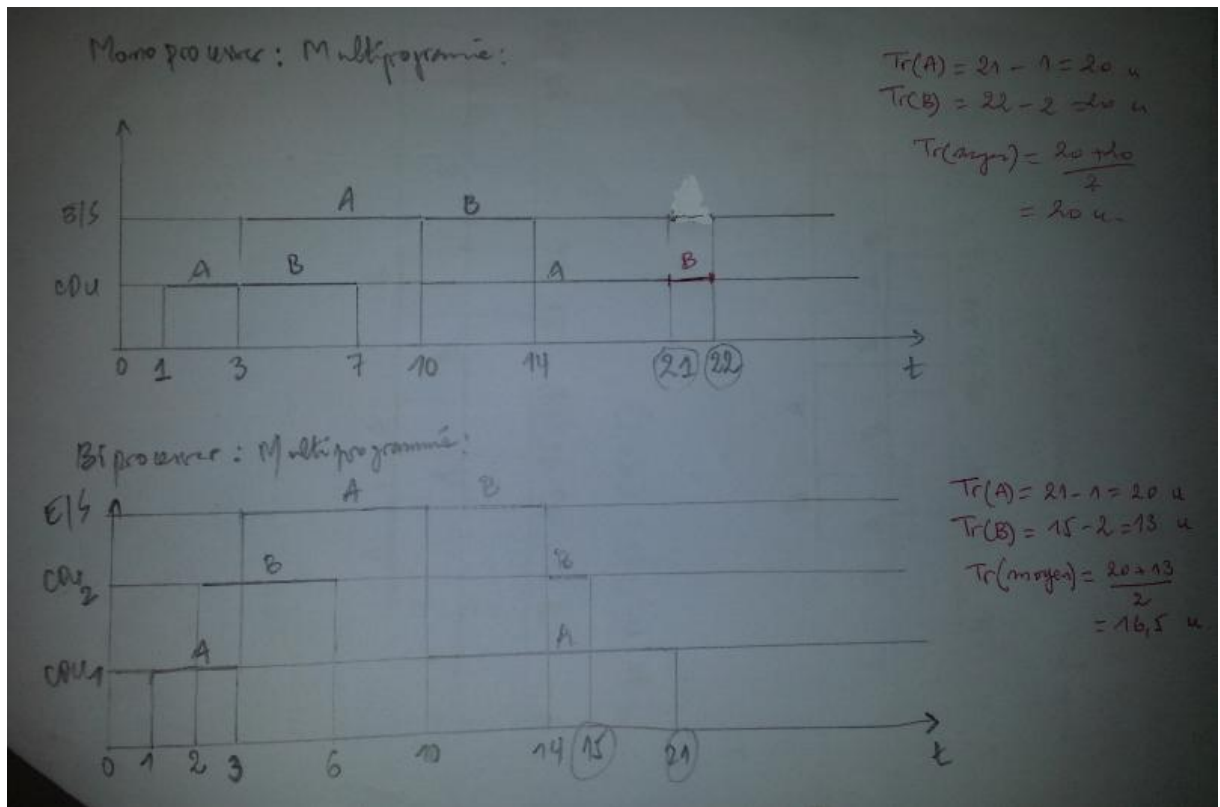 Monoprocesseur : Multiprogrammé :
Tr(A) = 21 - 1 = 20 u
Tr(B) = 22 - 2 = 20 u
Tr(moyen) = 20 + 20
2
= 20 u.
E/S A B
CPU A B A B
0 1 3 7 10 14 21 22 t
Biprocesseur : Multiprogrammé :
E/S A B
CPU2 B B
CPU1 A A
0 1 2 3 6 10 14 15 21 t
Tr(A) = 21 - 1 = 20 u
Tr(B) = 15 - 2 = 13 u
Tr(moyen) = 20 + 13
2
= 16,5 u.